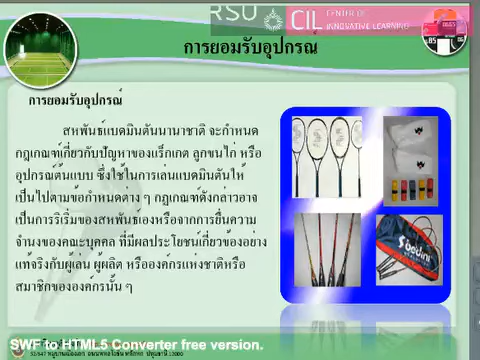 RSU CIL CENTER OF
INNOVATIVE LEARNING
การยอมรับอุปกรณ์
การยอมรับอุปกรณ์
สหพันธ์แบดมินตันนานาชาติ จะกำหนด
กฎเกณฑ์เกี่ยวกับปัญหาของแร็กเกต ลูกขนไก่ หรือ
อุปกรณ์ต้นแบบ ซึ่งใช้ในการเล่นแบดมินตันให้
เป็นไปตามข้อกำหนดต่าง ๆ กฎเกณฑ์ดังกล่าวอาจ
เป็นการริเริ่มของสหพันธ์เองหรือจากการยื่นความ
จำนงของคณะบุคคล ที่มีผลประโยชน์เกี่ยวข้องอย่าง
แท้จริงกับผู้เล่น ผู้ผลิต หรือองค์กรแห่งชาติหรือ
สมาชิกขององค์กรนั้น ๆ
SWF to HTML5 Converter free version.